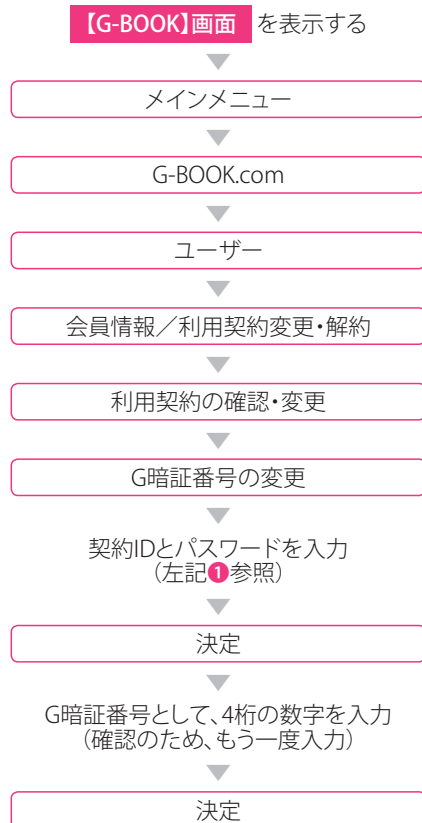 【G-BOOK】画面 を表示する
メインメニュー
G-BOOK.com
ユーザー
会員情報／利用契約変更・解約
利用契約の確認・変更
G暗証番号の変更
契約IDとパスワードを入力
（左記❶参照）
決定
G暗証番号として、4桁の数字を入力
（確認のため、もう一度入力）
決定